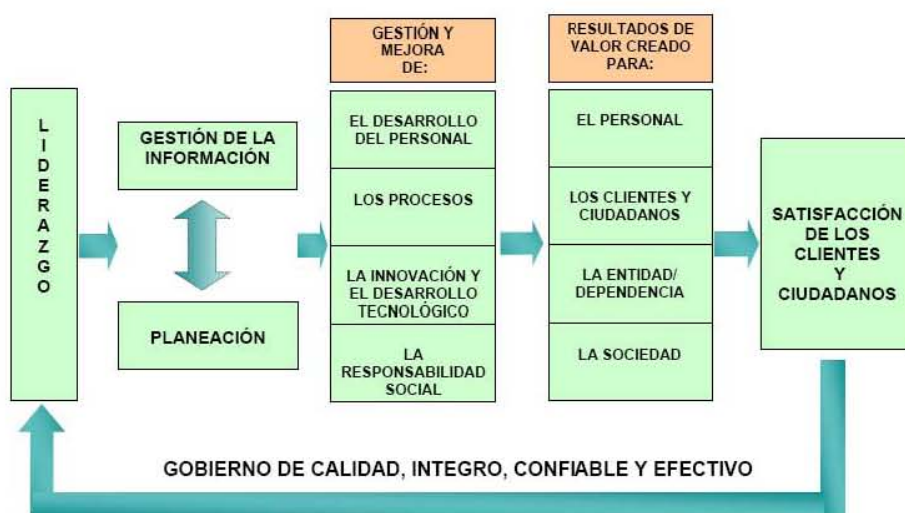 LIDERAZGO
GESTIÓN DE LA
INFORMACIÓN
PLANEACIÓN
GESTIÓN Y
MEJORA
DE:
EL DESARROLLO
DEL PERSONAL
LOS PROCESOS
LA INNOVACIÓN Y
EL DESARROLLO
TECNOLÓGICO
LA
RESPONSABILIDAD
SOCIAL
RESULTADOS DE
VALOR CREADO
PARA:
EL PERSONAL
LOS CLIENTES Y
CIUDADANOS
LA ENTIDAD/
DEPENDENCIA
LA SOCIEDAD
SATISFACCIÓN
DE LOS
CLIENTES
Y
CIUDADANOS
GOBIERNO DE CALIDAD, INTEGRO, CONFIABLE Y EFECTIVO